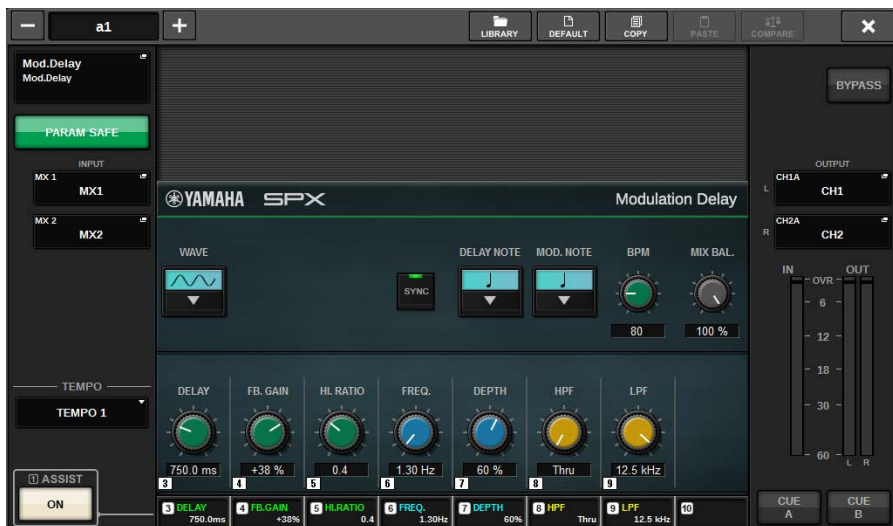 a1
LIBRARY
DEFAULT
COPY
PASTE
COMPARE
Mod.Delay
Mod.Delay
BYPASS
PARAM SAFE
INPUT
MX 1
MX1
MX 2
MX2
OUTPUT
L
CH1A
CH1
R
CH2A
CH2
YAMAHA SPX
Modulation Delay
WAVE
SYNC
DELAY NOTE
MOD. NOTE
BPM
MIX BAL.
80
100 %
IN
OUT
OVR
6
12
18
30
60
L R
TEMPO
TEMPO 1
DELAY
FB. GAIN
HI. RATIO
FREQ.
DEPTH
HPF
LPF
750.0 ms
+38 %
0.4
1.30 Hz
60 %
Thru
12.5 kHz
3
4
5
6
7
8
9
1 ASSIST
ON
3 DELAY
750.0ms
4 FB.GAIN
+38%
5 HI.RATIO
0.4
6 FREQ.
1.30Hz
7 DEPTH
60%
8 HPF
Thru
9 LPF
12.5 kHz
10
CUE
A
CUE
B